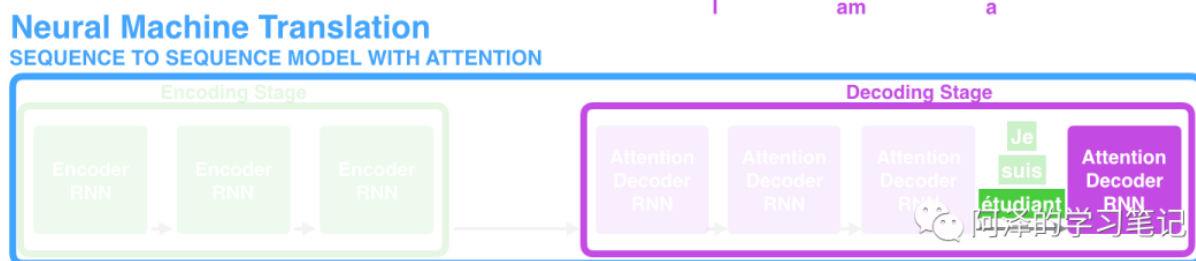 I am a
Neural Machine Translation
SEQUENCE TO SEQUENCE MODEL WITH ATTENTION
Encoding Stage
Decoding Stage
Encoder
RNN
Encoder
RNN
Encoder
RNN
Attention
Decoder
RNN
Attention
Decoder
RNN
Attention
Decoder
RNN
Je
suis
étudiant
Attention
Decoder
RNN
阿泽的学习笔记